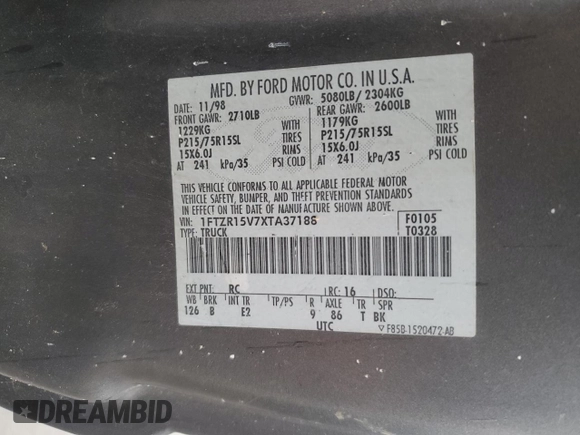 MFD. BY FORD MOTOR CO. IN U.S.A.
DATE: 11/98 GVWR: 5080LB/ 2304KG
FRONT GAWR: 2710LB REAR GAWR: 2600LB
1229KG WITH 1179KG WITH
P215/75R15SL TIRES P215/75R15SL TIRES
15X6.0J RIMS 15X6.0J RIMS
AT 241 kPa/35 PSI COLD AT 241 kPa/35 PSI COLD
THIS VEHICLE CONFORMS TO ALL APPLICABLE FEDERAL MOTOR
VEHICLE SAFETY, BUMPER, AND THEFT PREVENTION STANDARDS
IN EFFECT ON THE DATE OF MANUFACTURE SHOWN ABOVE.
VEH. IDENT. NO.: 1FTZR15V7XTA37186 F0105
TYPE: TRUCK T0328
EXT PNT: RC RC: 16 DSO:
WB BRK INT TR TP/PS R AXLE TR SPR
126 B E2 9 86 T BK
UTC ▽ F85B-1520472-AB
DREAMBID